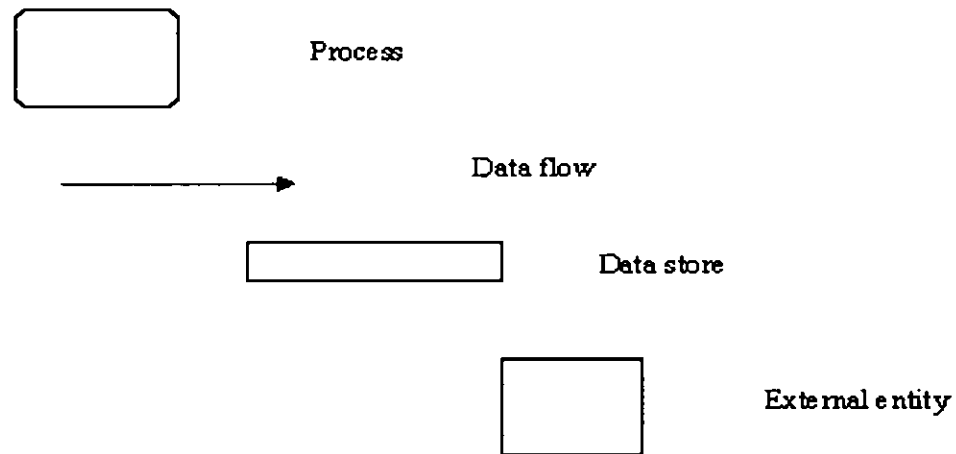 Process
Data flow
Data store
External entity